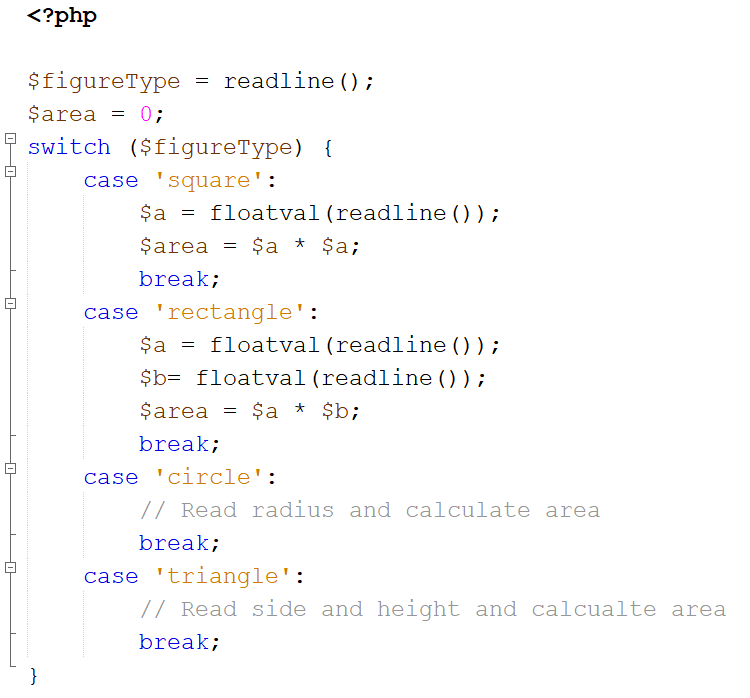 <?php
$figureType = readline();
$area = 0;
switch ($figureType) {
    case 'square':
        $a = floatval(readline());
        $area = $a * $a;
        break;
    case 'rectangle':
        $a = floatval(readline());
        $b= floatval(readline());
        $area = $a * $b;
        break;
    case 'circle':
        // Read radius and calculate area
        break;
    case 'triangle':
        // Read side and height and calcualte area
        break;
}